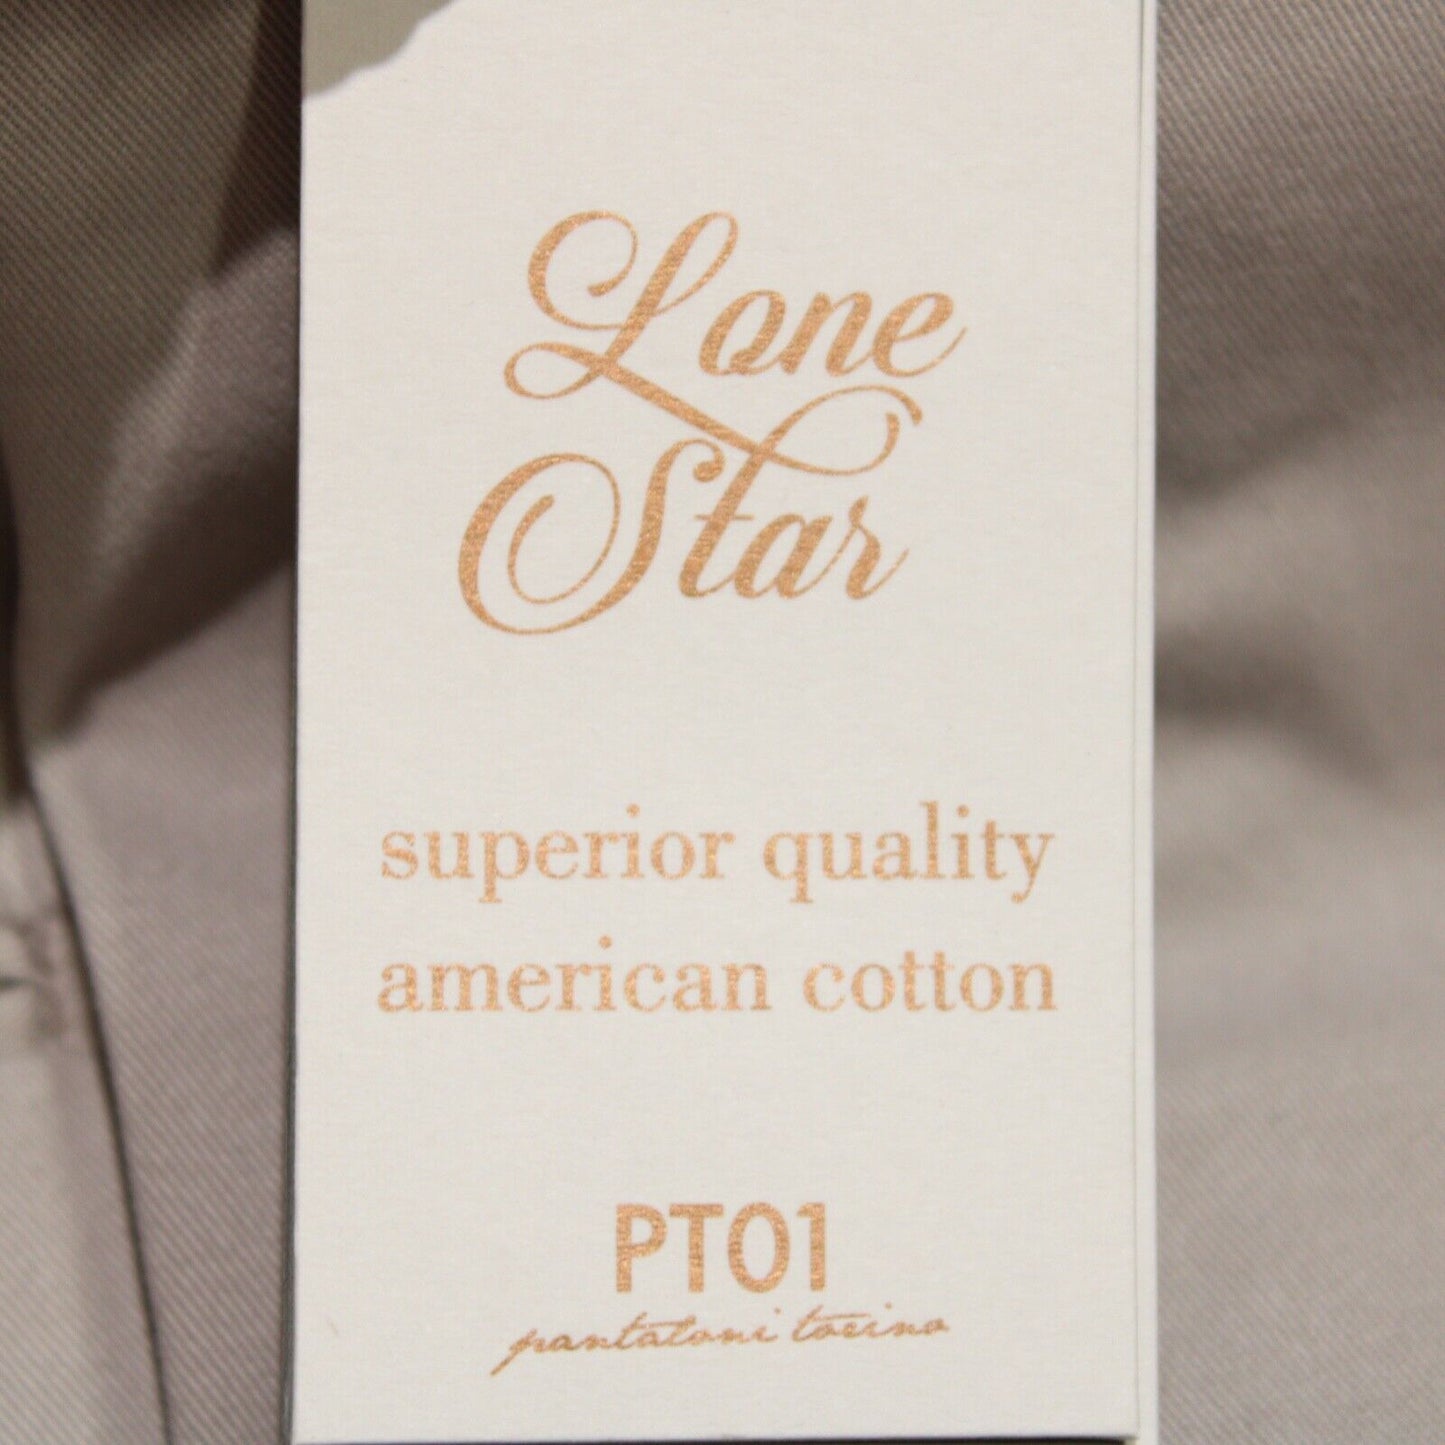 Lone
Star
superior quality
american cotton
PT01
pantaloni torino